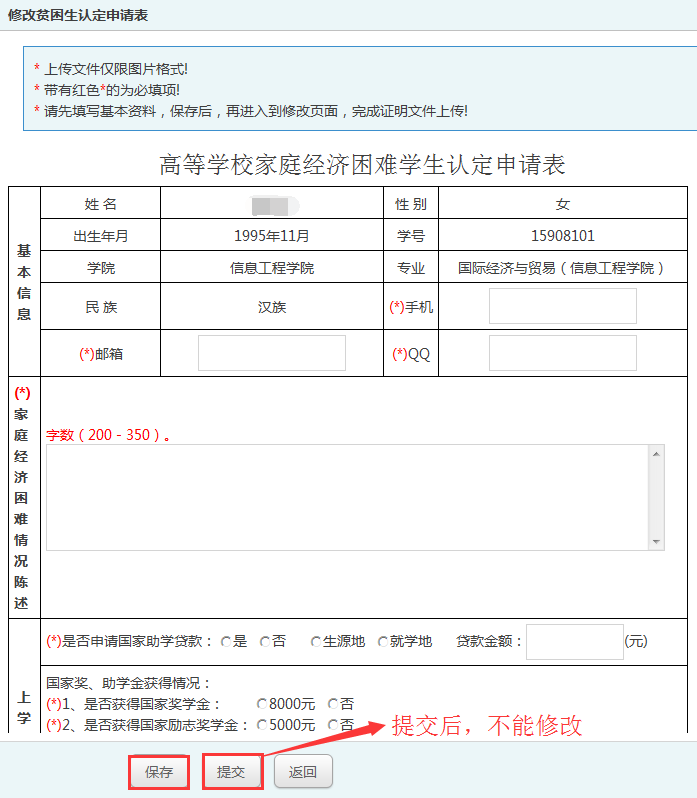 修改贫困生认定申请表
* 上传文件仅限图片格式!
* 带有红色*的为必填项!
* 请先填写基本资料，保存后，再进入到修改页面，完成证明文件上传!
高等学校家庭经济困难学生认定申请表
基本信息
姓 名 性 别 女
出生年月 1995年11月 学号 15908101
学院 信息工程学院 专业 国际经济与贸易（信息工程学院）
民 族 汉族 (*)手机
(*)邮箱 (*)QQ
(*)家庭经济困难情况陈述
字数（200－350）。
(*)是否申请国家助学贷款： 是 否 生源地 就学地 贷款金额： (元)
上学
国家奖、助学金获得情况：
(*)1、是否获得国家奖学金： 8000元 否
(*)2、是否获得国家励志奖学金： 5000元 否
提交后，不能修改
保存 提交 返回